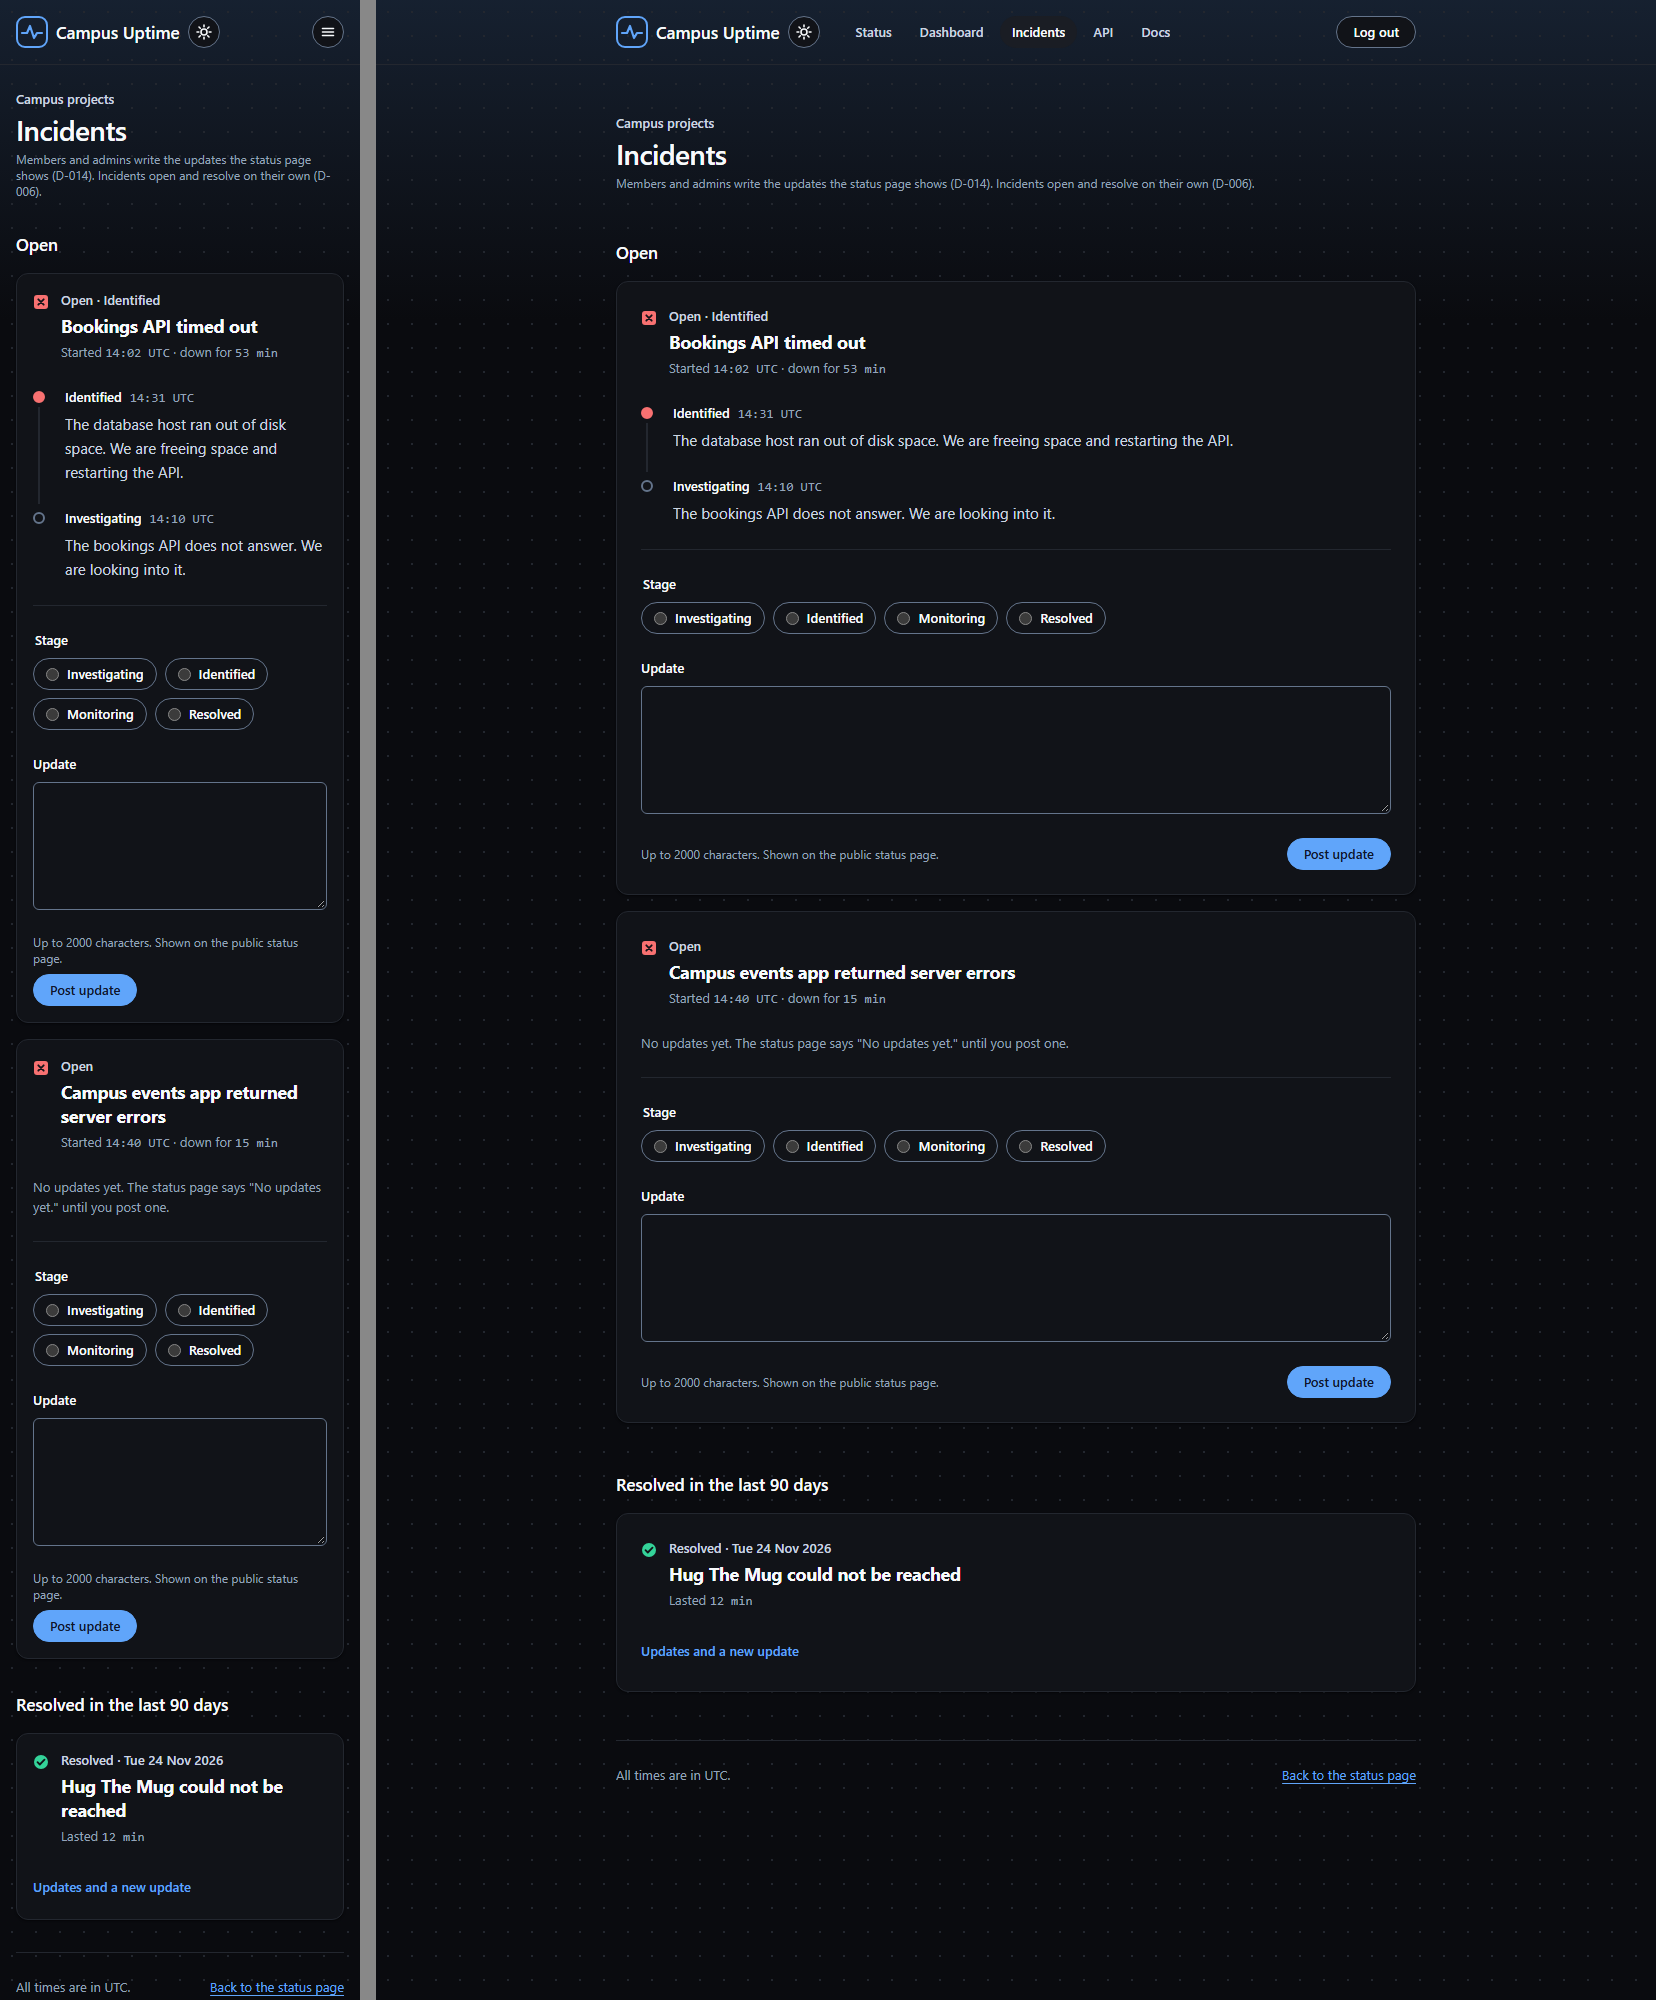 Campus Uptime
Campus projects
Incidents
Members and admins write the updates the status page
shows (D-014). Incidents open and resolve on their own (D-
006).
Open
Open · Identified
Bookings API timed out
Started 14:02 UTC · down for 53 min
Identified 14:31 UTC
The database host ran out of disk
space. We are freeing space and
restarting the API.
Investigating 14:10 UTC
The bookings API does not answer. We
are looking into it.
Stage
Investigating Identified
Monitoring Resolved
Update
Up to 2000 characters. Shown on the public status
page.
Post update
Open
Campus events app returned
server errors
Started 14:40 UTC · down for 15 min
No updates yet. The status page says "No updates
yet." until you post one.
Stage
Investigating Identified
Monitoring Resolved
Update
Up to 2000 characters. Shown on the public status
page.
Post update
Resolved in the last 90 days
Resolved · Tue 24 Nov 2026
Hug The Mug could not be
reached
Lasted 12 min
Updates and a new update
All times are in UTC. Back to the status page
Campus Uptime Status Dashboard Incidents API Docs Log out
Campus projects
Incidents
Members and admins write the updates the status page shows (D-014). Incidents open and resolve on their own (D-006).
Open
Open · Identified
Bookings API timed out
Started 14:02 UTC · down for 53 min
Identified 14:31 UTC
The database host ran out of disk space. We are freeing space and restarting the API.
Investigating 14:10 UTC
The bookings API does not answer. We are looking into it.
Stage
Investigating Identified Monitoring Resolved
Update
Up to 2000 characters. Shown on the public status page. Post update
Open
Campus events app returned server errors
Started 14:40 UTC · down for 15 min
No updates yet. The status page says "No updates yet." until you post one.
Stage
Investigating Identified Monitoring Resolved
Update
Up to 2000 characters. Shown on the public status page. Post update
Resolved in the last 90 days
Resolved · Tue 24 Nov 2026
Hug The Mug could not be reached
Lasted 12 min
Updates and a new update
All times are in UTC. Back to the status page